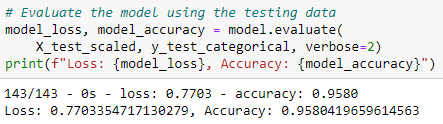 # Evaluate the model using the testing data
model_loss, model_accuracy = model.evaluate(
    X_test_scaled, y_test_categorical, verbose=2)
print(f"Loss: {model_loss}, Accuracy: {model_accuracy}")
143/143 - 0s - loss: 0.7703 - accuracy: 0.9580
Loss: 0.7703354717130279, Accuracy: 0.9580419659614563